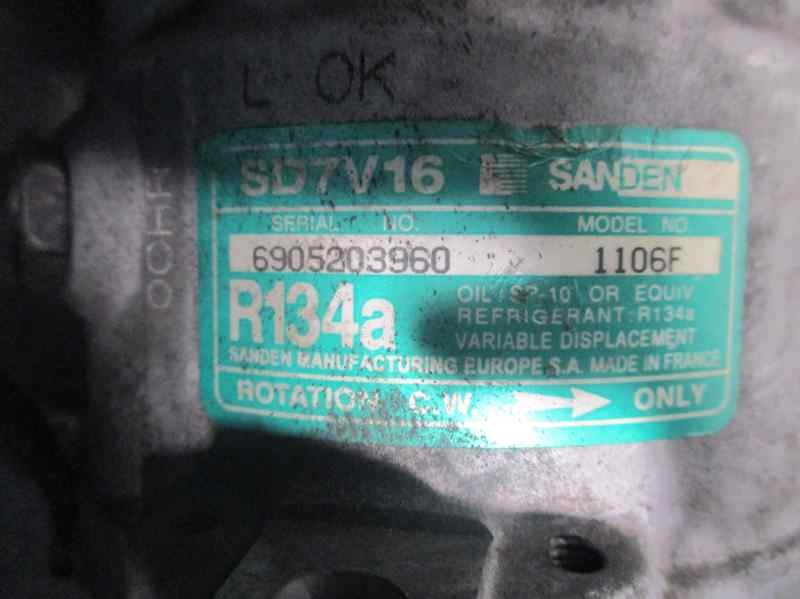 L OK
SD7V16 SANDEN
SERIAL NO. MODEL NO
6905203960 1106F
R134a
OIL: SP-10 OR EQUIV
REFRIGERANT: R134a
VARIABLE DISPLACEMENT
SANDEN MANUFACTURING EUROPE S.A. MADE IN FRANCE
ROTATION C.W. ONLY